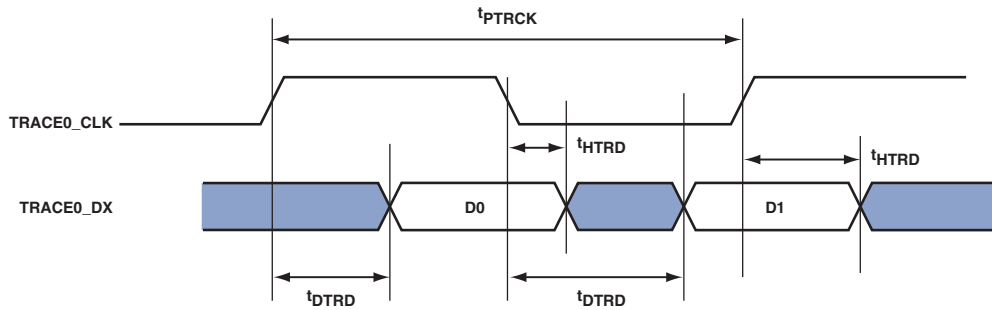 tPTRCK
TRACE0_CLK
tHTRD
tHTRD
TRACE0_DX
D0
D1
tDTRD
tDTRD